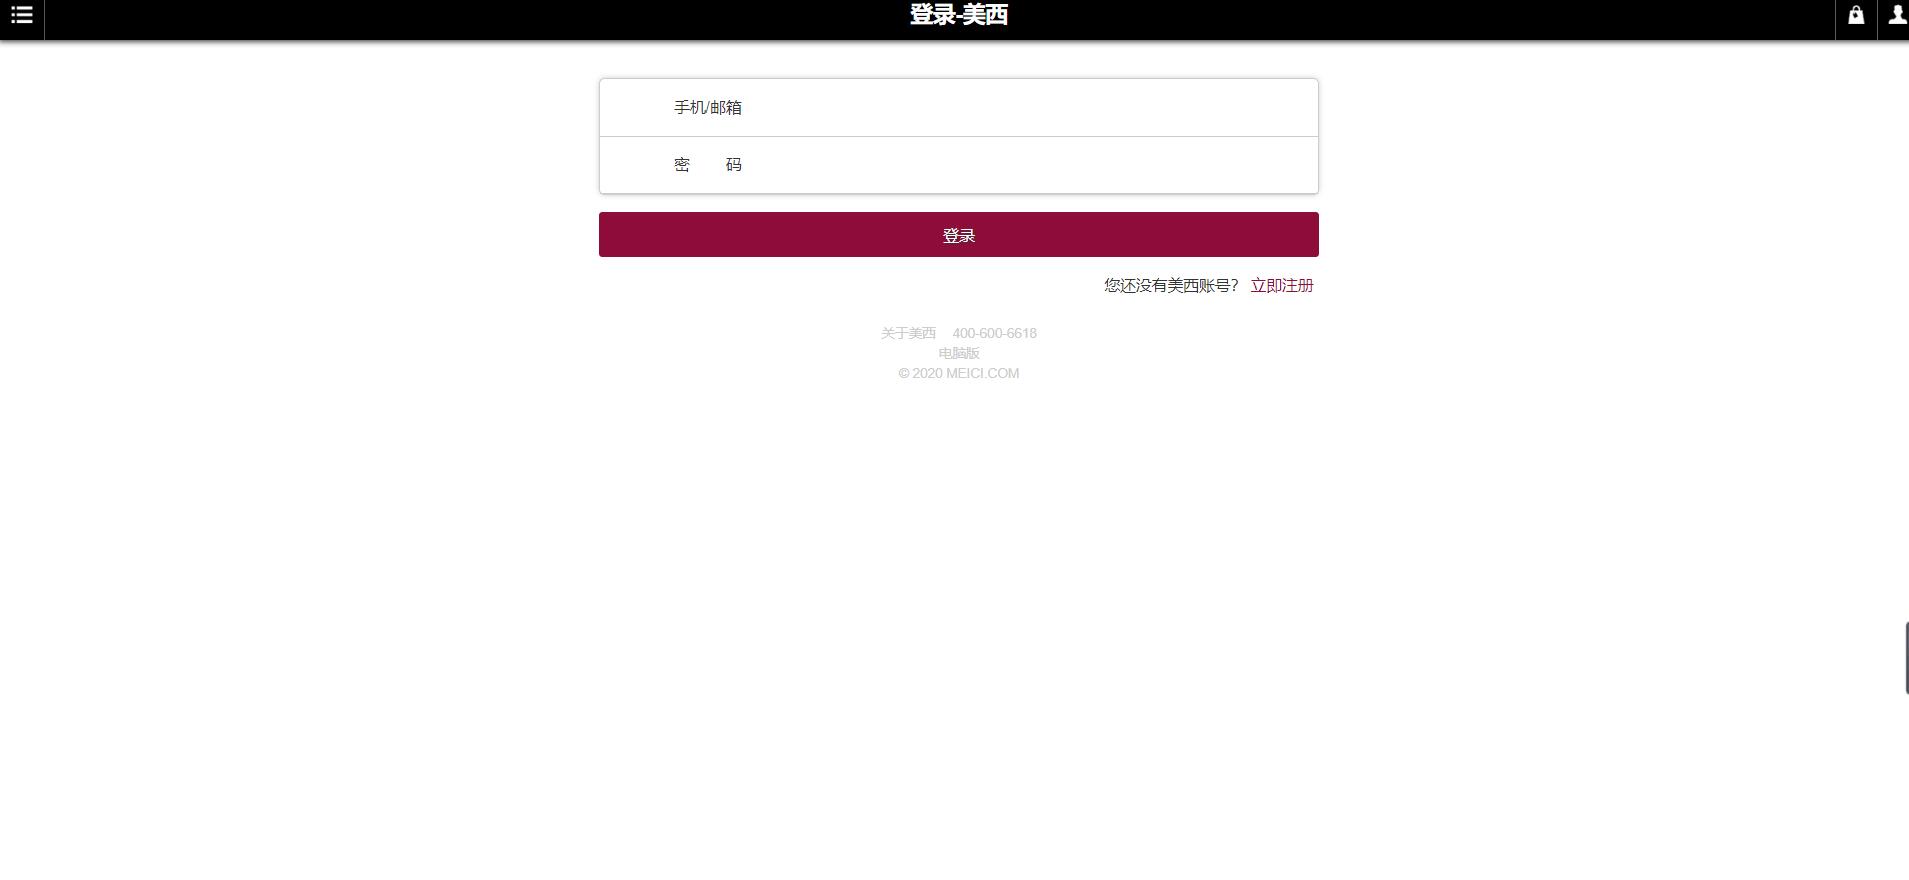 登录-美西
手机/邮箱
密 码
登录
您还没有美西账号？ 立即注册
关于美西 400-600-6618
电脑版
© 2020 MEICI.COM